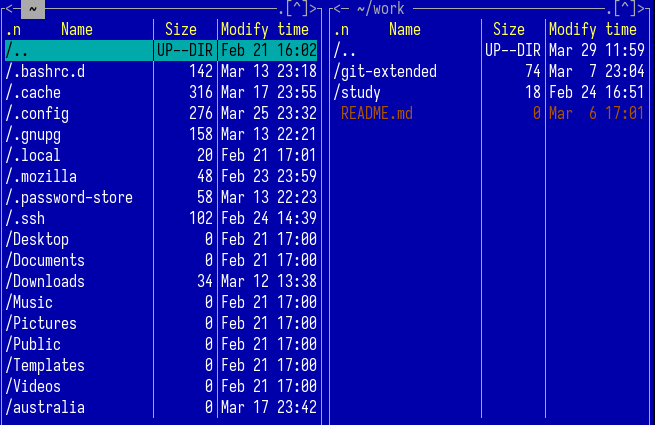 <─ ~ .[^]>
.n Name Size Modify time
/.. UP--DIR Feb 21 16:02
/.bashrc.d 142 Mar 13 23:18
/.cache 316 Mar 17 23:55
/.config 276 Mar 25 23:32
/.gnupg 158 Mar 13 22:21
/.local 20 Feb 21 17:01
/.mozilla 48 Feb 23 23:59
/.password-store 58 Mar 13 22:23
/.ssh 102 Feb 24 14:39
/Desktop 0 Feb 21 17:00
/Documents 0 Feb 21 17:00
/Downloads 34 Mar 12 13:38
/Music 0 Feb 21 17:00
/Pictures 0 Feb 21 17:00
/Public 0 Feb 21 17:00
/Templates 0 Feb 21 17:00
/Videos 0 Feb 21 17:00
/australia 0 Mar 17 23:42
<─ ~/work .[^]>
.n Name Size Modify time
/.. UP--DIR Mar 29 11:59
/git-extended 74 Mar 7 23:04
/study 18 Feb 24 16:51
README.md 0 Mar 6 17:01